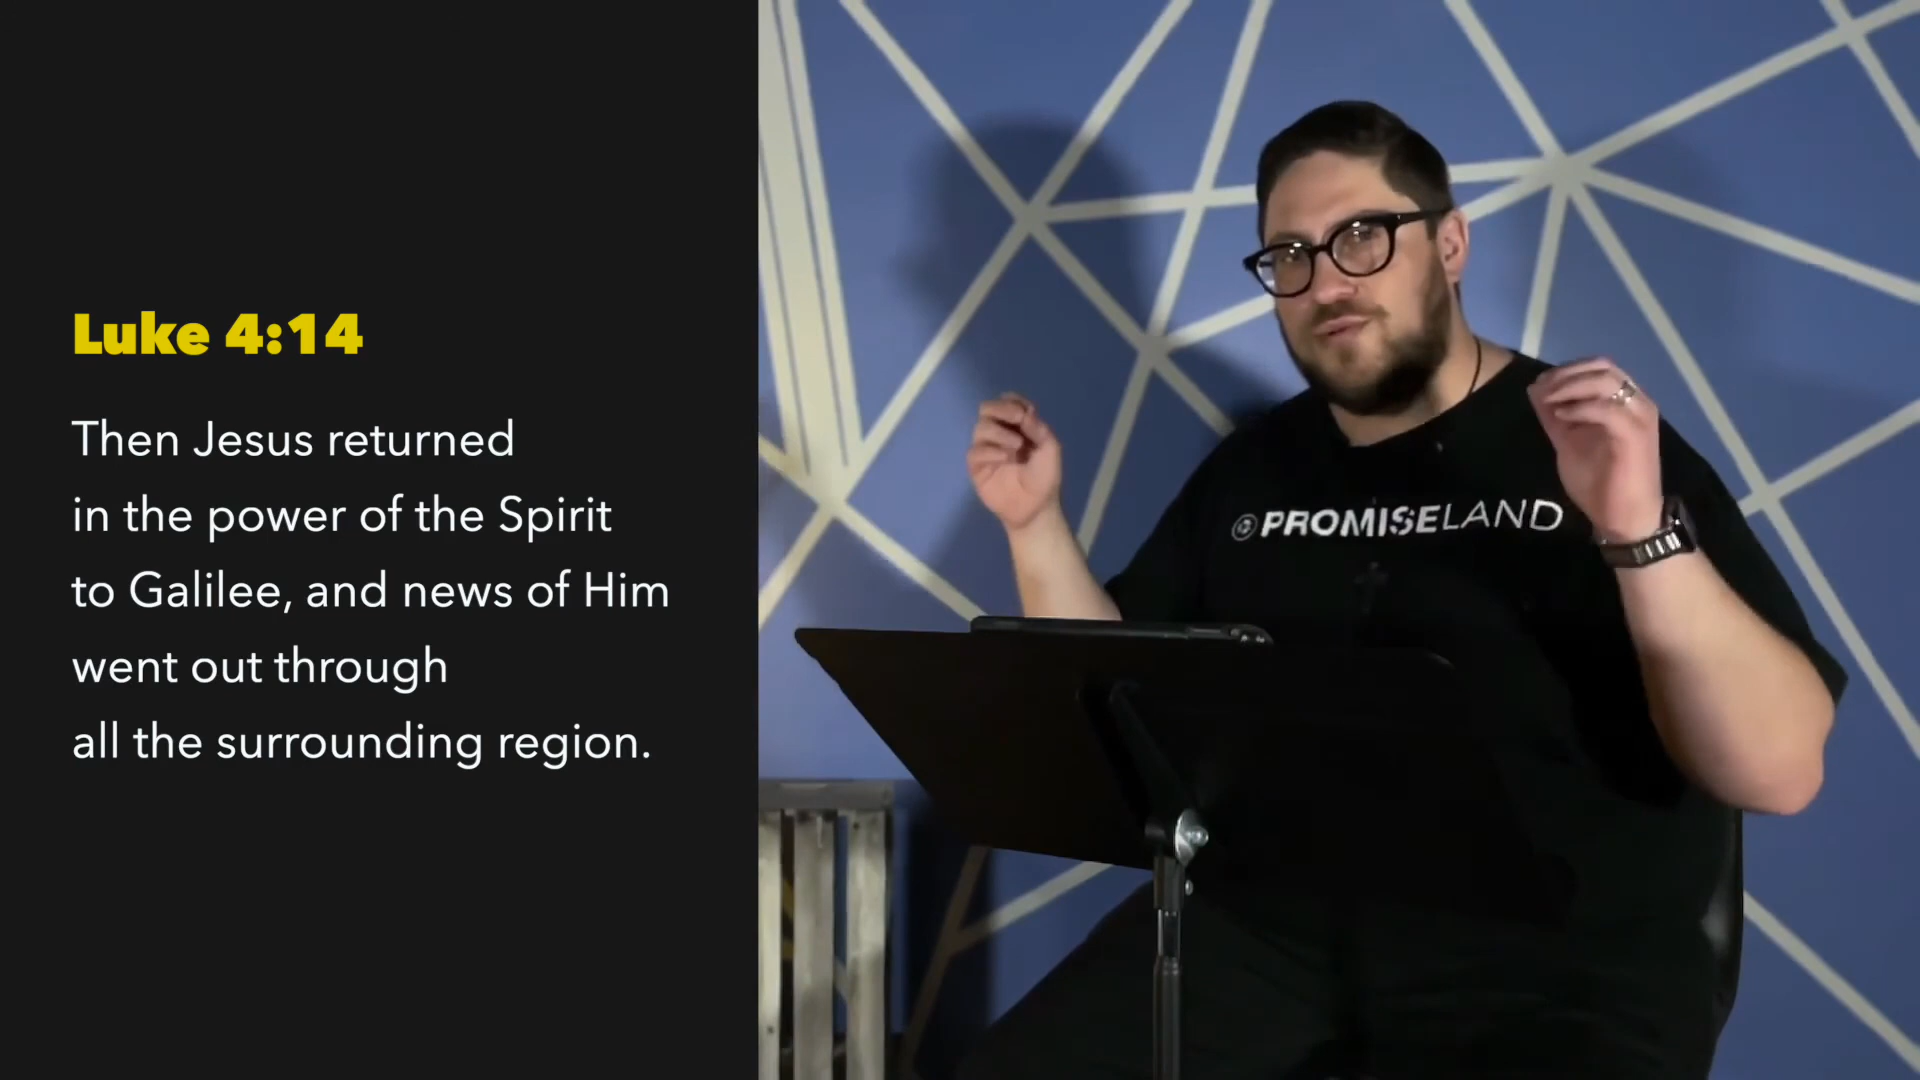 Luke 4:14
Then Jesus returned
in the power of the Spirit
to Galilee, and news of Him
went out through
all the surrounding region.
PROMISELAND